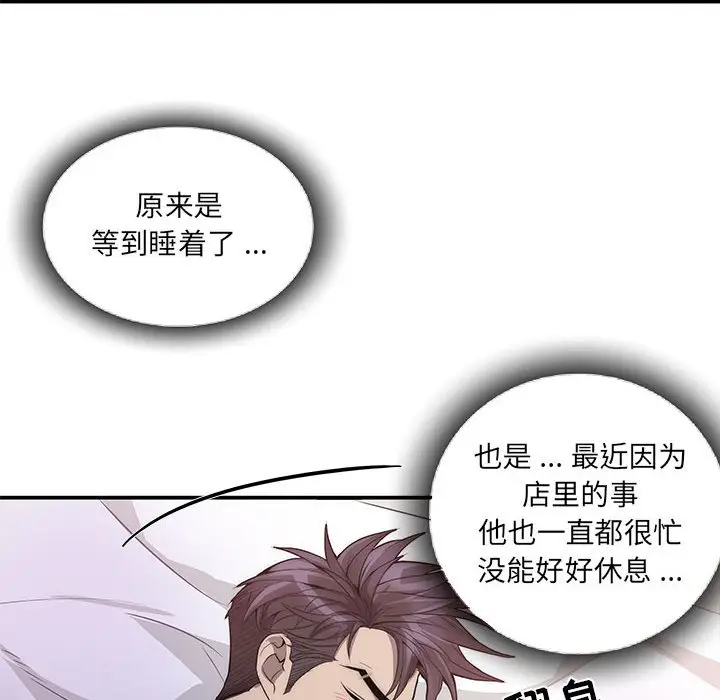 原来是
等到睡着了 ...
也是 ... 最近因为
店里的事
他也一直都很忙
没能好好休息 ...